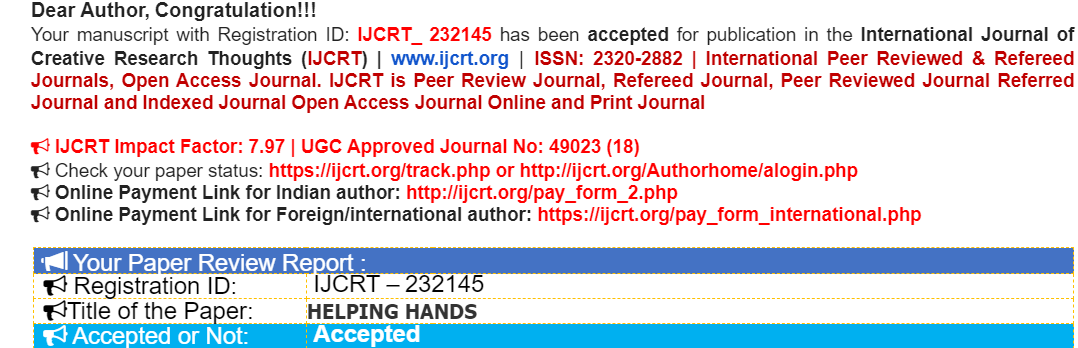 Dear Author, Congratulation!!!
Your manuscript with Registration ID: IJCRT_ 232145 has been accepted for publication in the International Journal of
Creative Research Thoughts (IJCRT) | www.ijcrt.org | ISSN: 2320-2882 | International Peer Reviewed & Refereed
Journals, Open Access Journal. IJCRT is Peer Review Journal, Refereed Journal, Peer Reviewed Journal Referred
Journal and Indexed Journal Open Access Journal Online and Print Journal
IJCRT Impact Factor: 7.97 | UGC Approved Journal No: 49023 (18)
Check your paper status: https://ijcrt.org/track.php or http://ijcrt.org/Authorhome/alogin.php
Online Payment Link for Indian author: http://ijcrt.org/pay_form_2.php
Online Payment Link for Foreign/international author: https://ijcrt.org/pay_form_international.php
Your Paper Review Report :
Registration ID: IJCRT – 232145
Title of the Paper: HELPING HANDS
Accepted or Not: Accepted